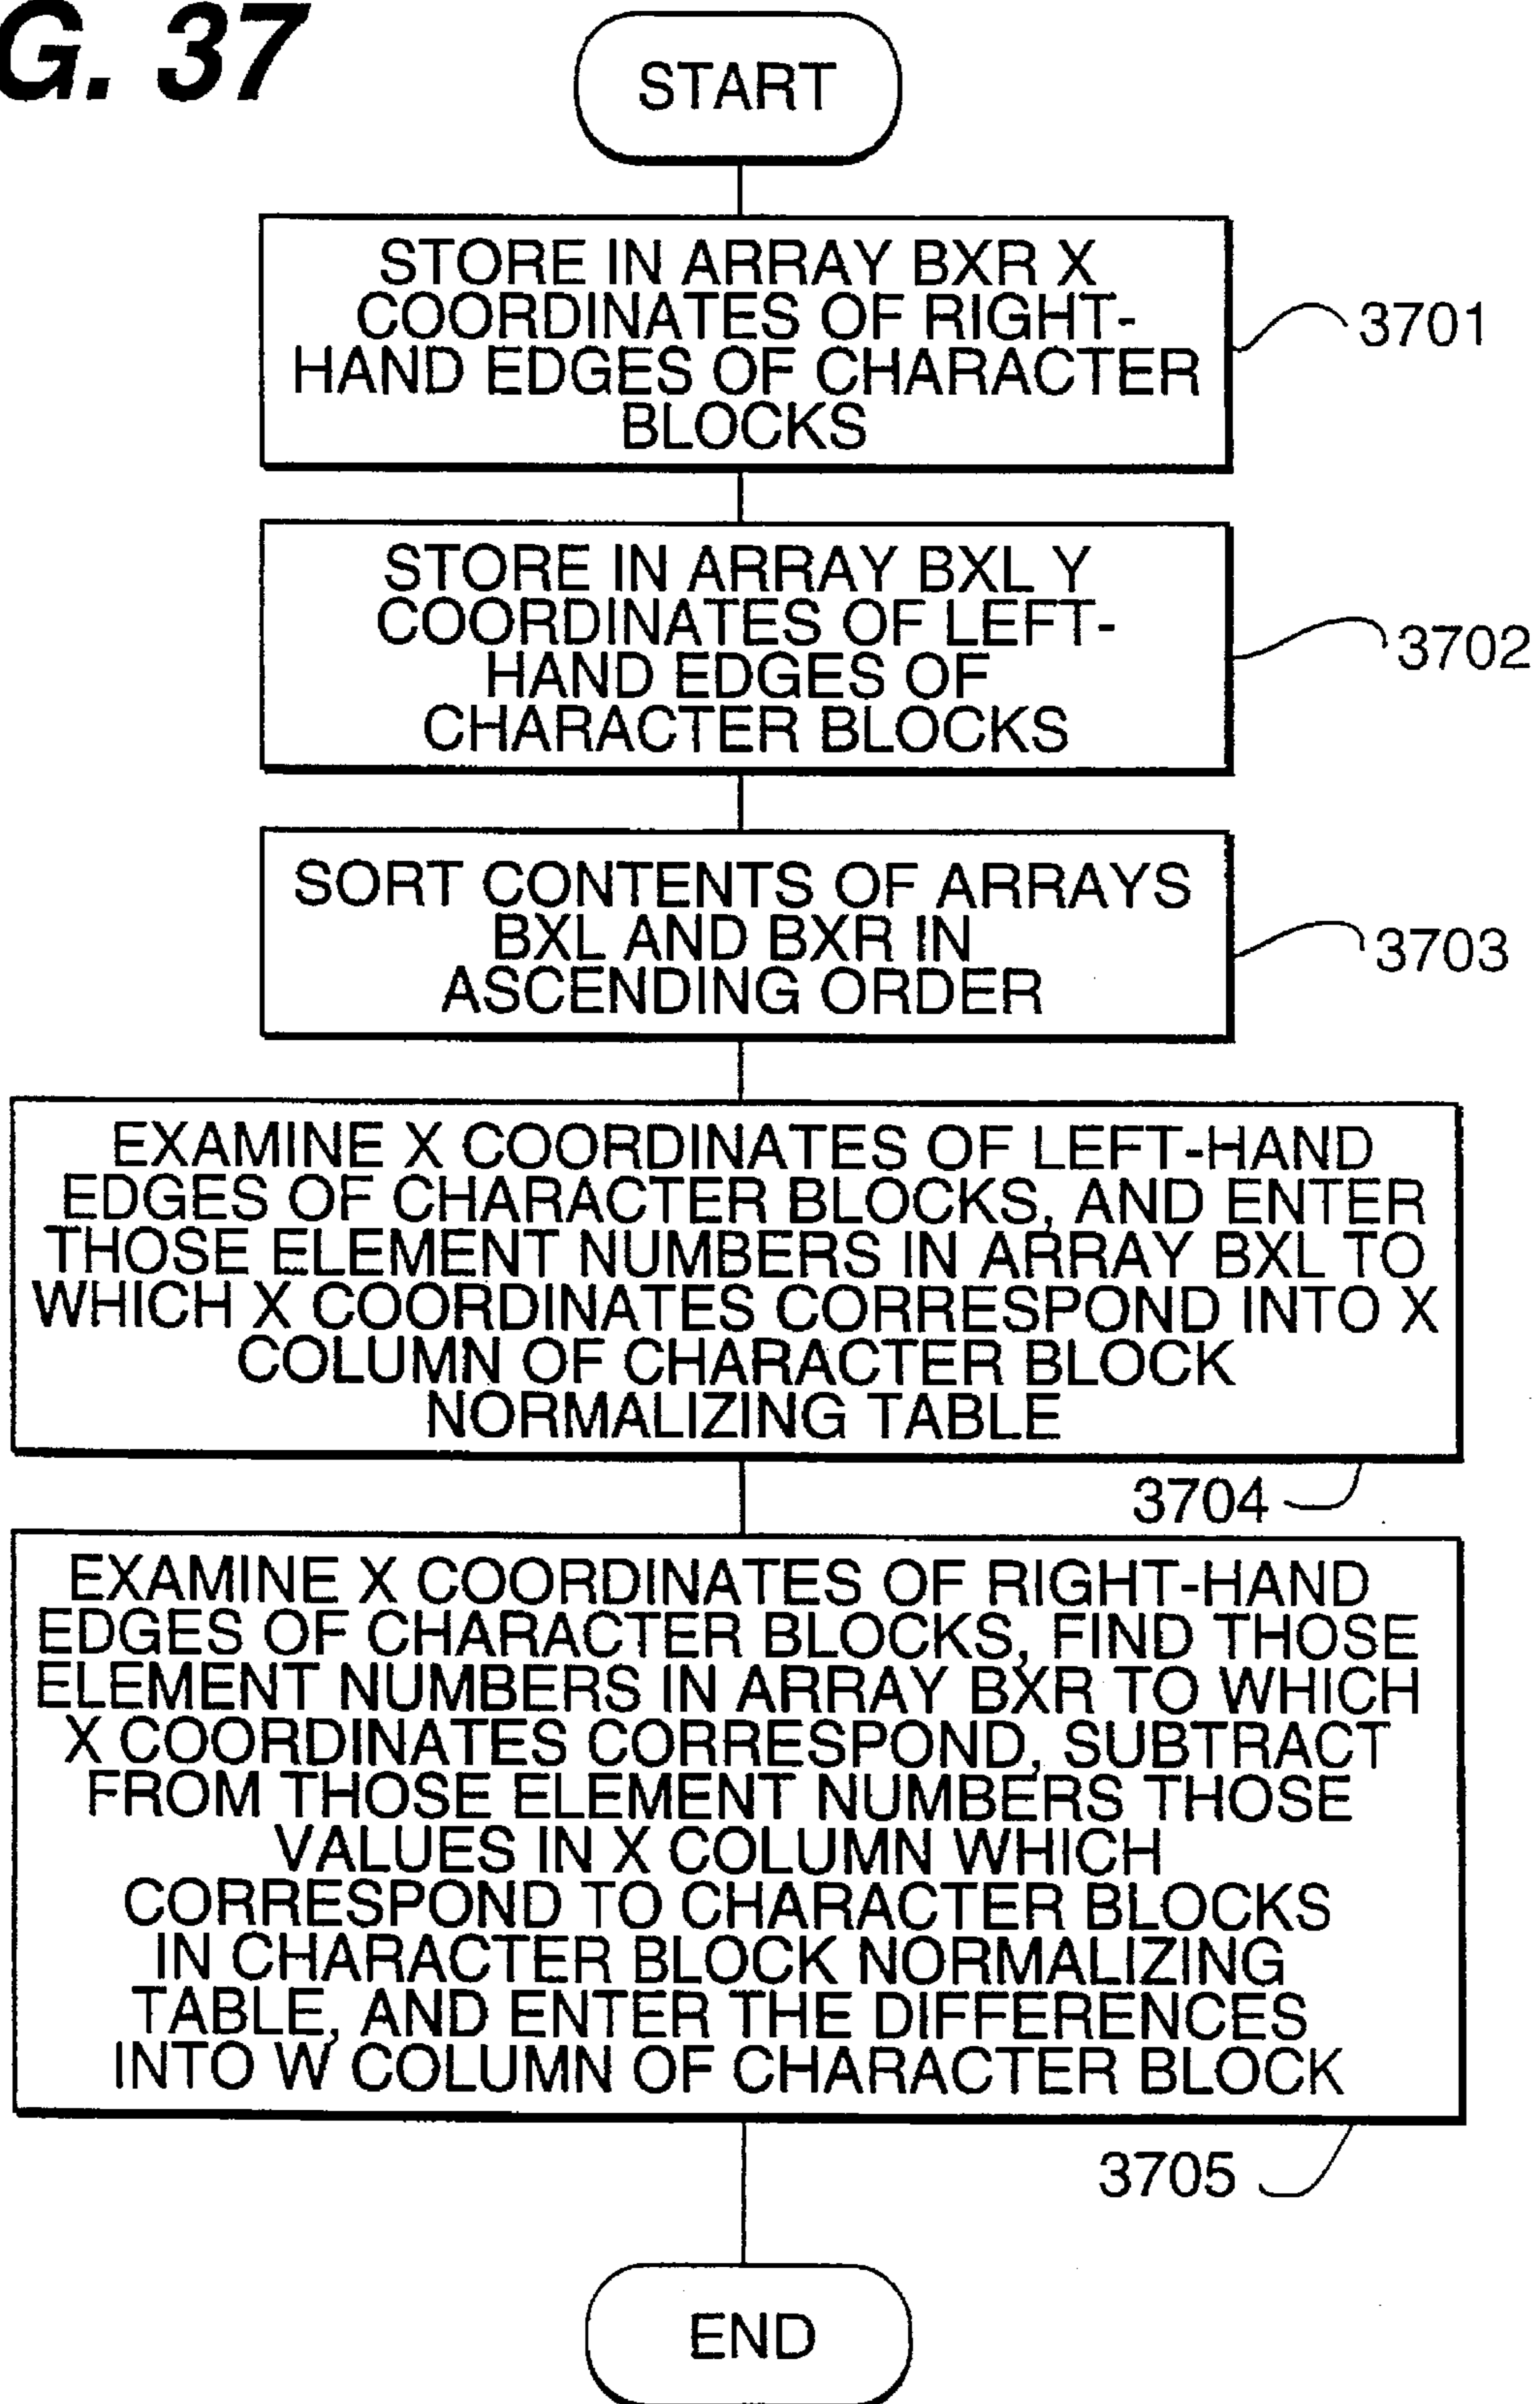 G. 37
START
STORE IN ARRAY BXR X
COORDINATES OF RIGHT-
HAND EDGES OF CHARACTER
BLOCKS
3701
STORE IN ARRAY BXL Y
COORDINATES OF LEFT-
HAND EDGES OF
CHARACTER BLOCKS
3702
SORT CONTENTS OF ARRAYS
BXL AND BXR IN
ASCENDING ORDER
3703
EXAMINE X COORDINATES OF LEFT-HAND
EDGES OF CHARACTER BLOCKS, AND ENTER
THOSE ELEMENT NUMBERS IN ARRAY BXL TO
WHICH X COORDINATES CORRESPOND INTO X
COLUMN OF CHARACTER BLOCK
NORMALIZING TABLE
3704
EXAMINE X COORDINATES OF RIGHT-HAND
EDGES OF CHARACTER BLOCKS, FIND THOSE
ELEMENT NUMBERS IN ARRAY BXR TO WHICH
X COORDINATES CORRESPOND, SUBTRACT
FROM THOSE ELEMENT NUMBERS THOSE
VALUES IN X COLUMN WHICH
CORRESPOND TO CHARACTER BLOCKS
IN CHARACTER BLOCK NORMALIZING
TABLE, AND ENTER THE DIFFERENCES
INTO W COLUMN OF CHARACTER BLOCK
3705
END